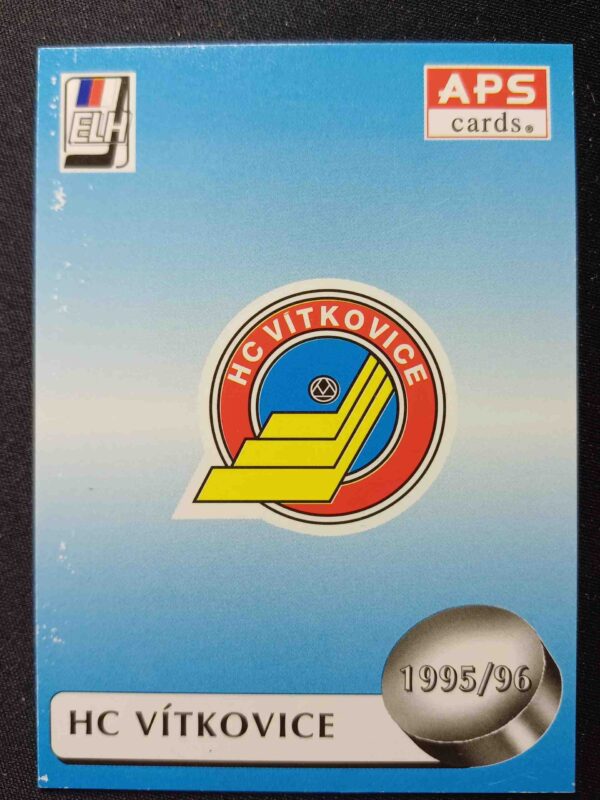 ELH
APS
cards®
HC VÍTKOVICE
1995/96
HC VÍTKOVICE